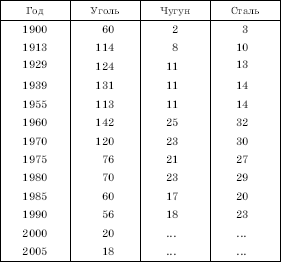 Год Уголь Чугун Сталь
1900 60 2 3
1913 114 8 10
1929 124 11 13
1939 131 11 14
1955 113 11 14
1960 142 25 32
1970 120 23 30
1975 76 21 27
1980 70 23 29
1985 60 17 20
1990 56 18 23
2000 20 ... ...
2005 18 ... ...